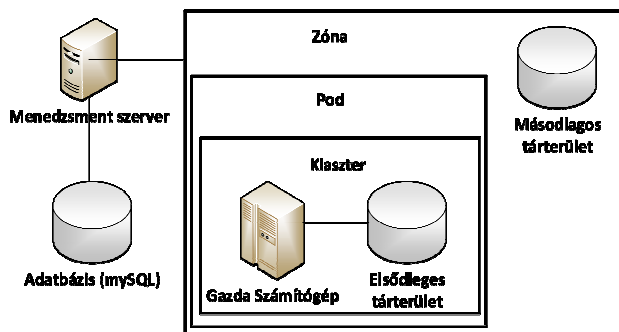 Zóna
Menedzsment szerver
Pod
Másodlagos
tárterület
Klaszter
Adatbázis (mySQL)
Gazda Számítógép
Elsődleges
tárterület